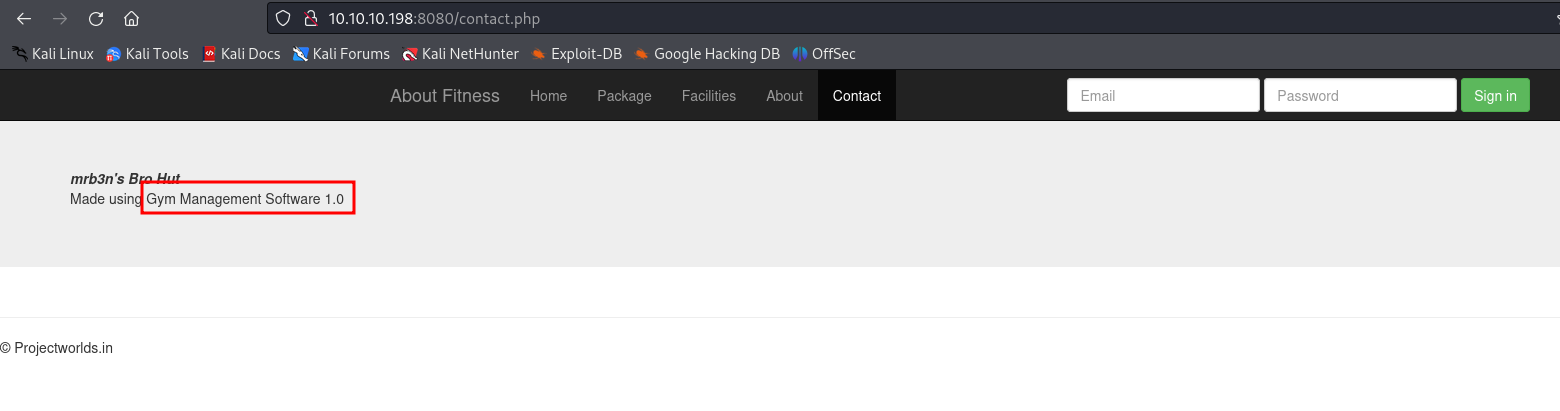 10.10.10.198:8080/contact.php
Kali Linux Kali Tools Kali Docs Kali Forums Kali NetHunter Exploit-DB Google Hacking DB OffSec
About Fitness Home Package Facilities About Contact Email Password Sign in
mrb3n's Bro Hut
Made using Gym Management Software 1.0
© Projectworlds.in